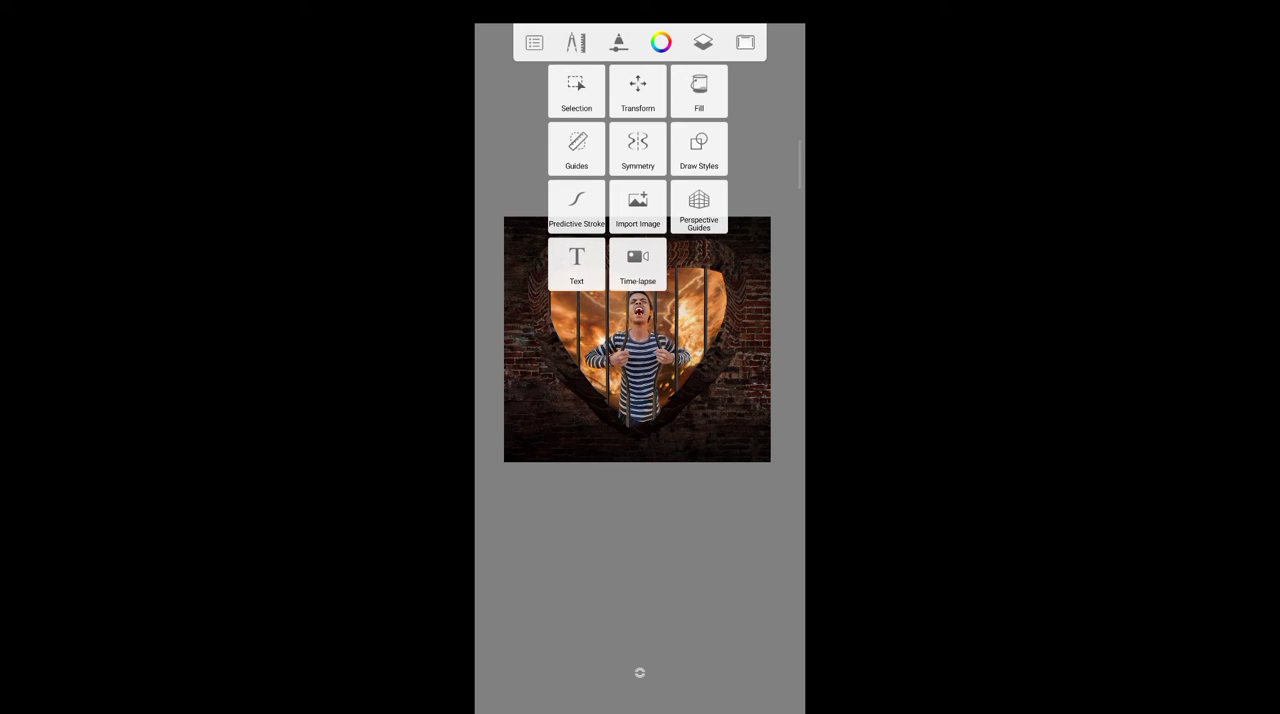 Selection
Transform
Fill
Guides
Symmetry
Draw Styles
Predictive Stroke
Import Image
Perspective
Guides
Text
Time-lapse